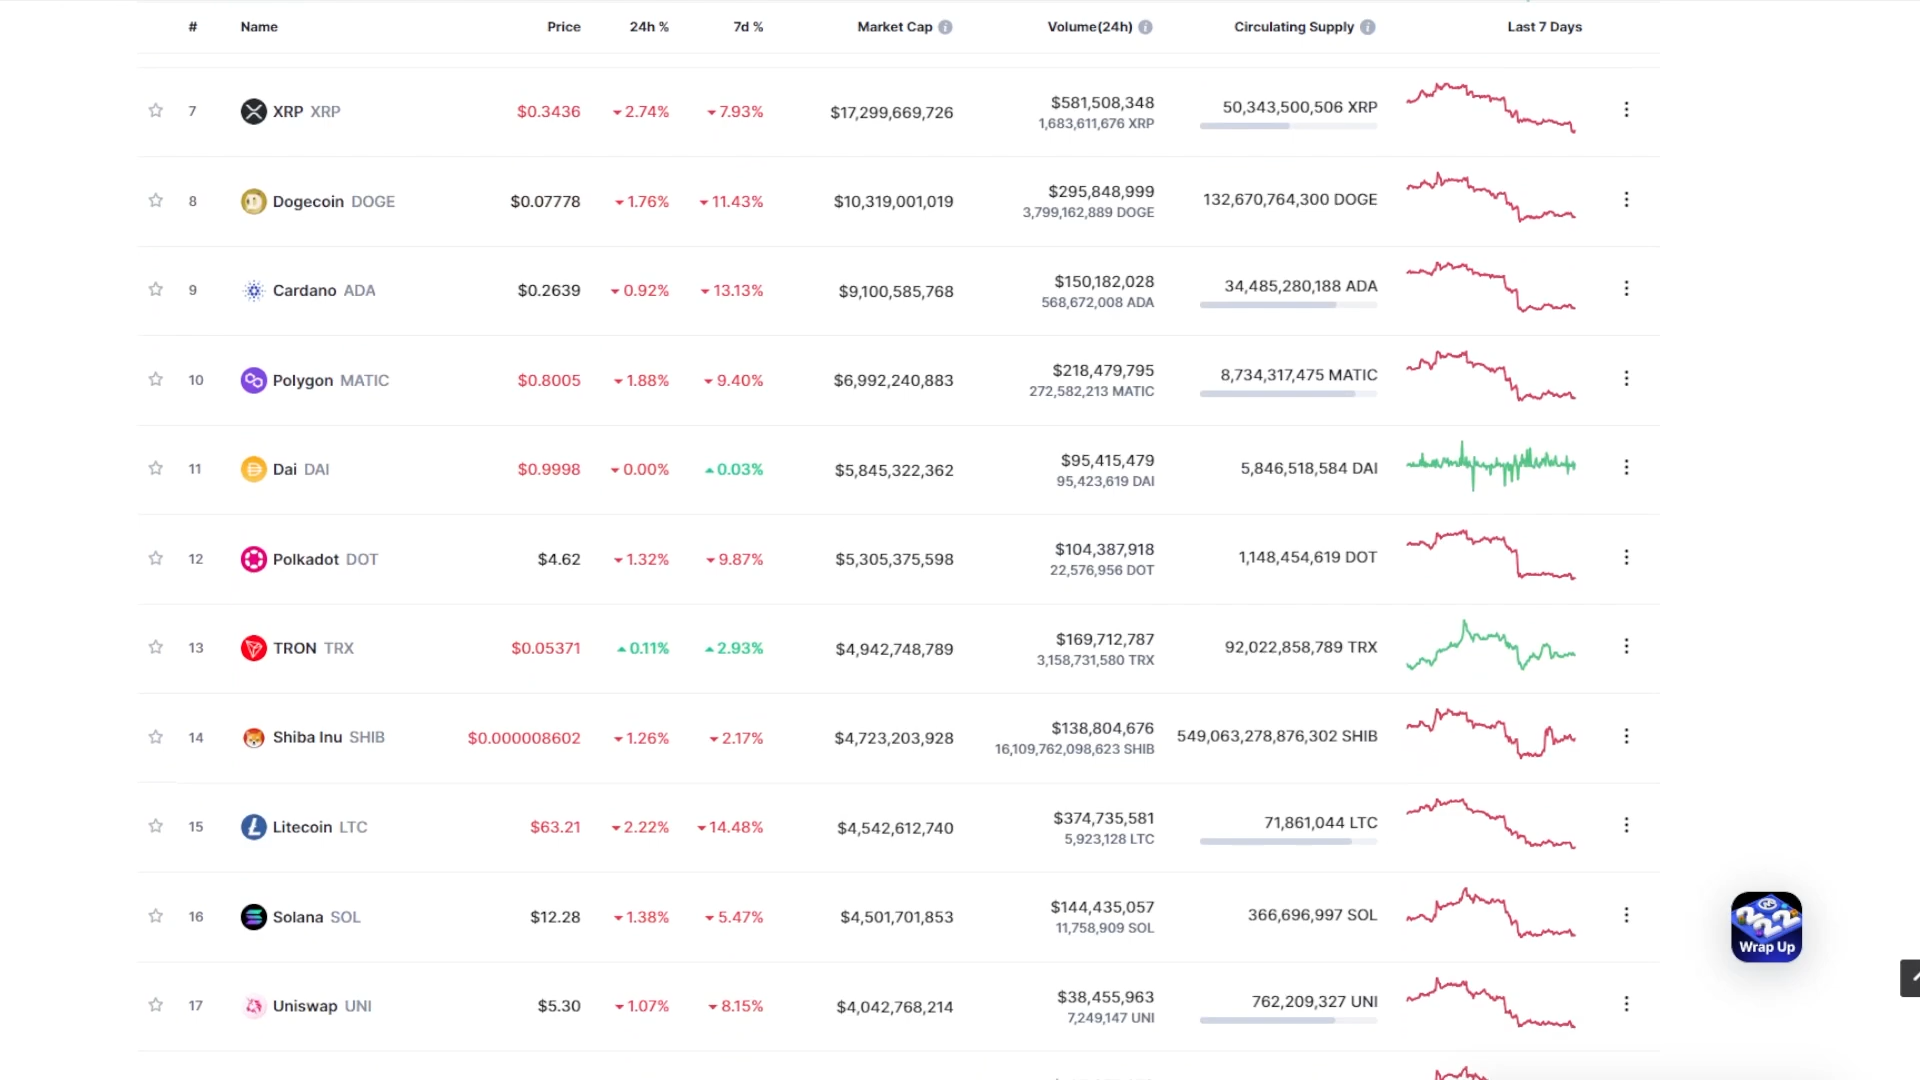 # Name Price 24h % 7d % Market Cap Volume(24h) Circulating Supply Last 7 Days
7 XRP XRP $0.3436 2.74% 7.93% $17,299,669,726 $581,508,348 50,343,500,506 XRP
1,683,611,676 XRP
8 Dogecoin DOGE $0.07778 1.76% 11.43% $10,319,001,019 $295,848,999 132,670,764,300 DOGE
3,799,162,889 DOGE
9 Cardano ADA $0.2639 0.92% 13.13% $9,100,585,768 $150,182,028 34,485,280,188 ADA
568,672,008 ADA
10 Polygon MATIC $0.8005 1.88% 9.40% $6,992,240,883 $218,479,795 8,734,317,475 MATIC
272,582,213 MATIC
11 Dai DAI $0.9998 0.00% 0.03% $5,845,322,362 $95,415,479 5,846,518,584 DAI
95,423,619 DAI
12 Polkadot DOT $4.62 1.32% 9.87% $5,305,375,598 $104,387,918 1,148,454,619 DOT
22,576,956 DOT
13 TRON TRX $0.05371 0.11% 2.93% $4,942,748,789 $169,712,787 92,022,858,789 TRX
3,158,731,580 TRX
14 Shiba Inu SHIB $0.000008602 1.26% 2.17% $4,723,203,928 $138,804,676 549,063,278,876,302 SHIB
16,109,762,098,623 SHIB
15 Litecoin LTC $63.21 2.22% 14.48% $4,542,612,740 $374,735,581 71,861,044 LTC
5,923,128 LTC
16 Solana SOL $12.28 1.38% 5.47% $4,501,701,853 $144,435,057 366,696,997 SOL
11,758,909 SOL
2022
Wrap Up
17 Uniswap UNI $5.30 1.07% 8.15% $4,042,768,214 $38,455,963 762,209,327 UNI
7,249,147 UNI